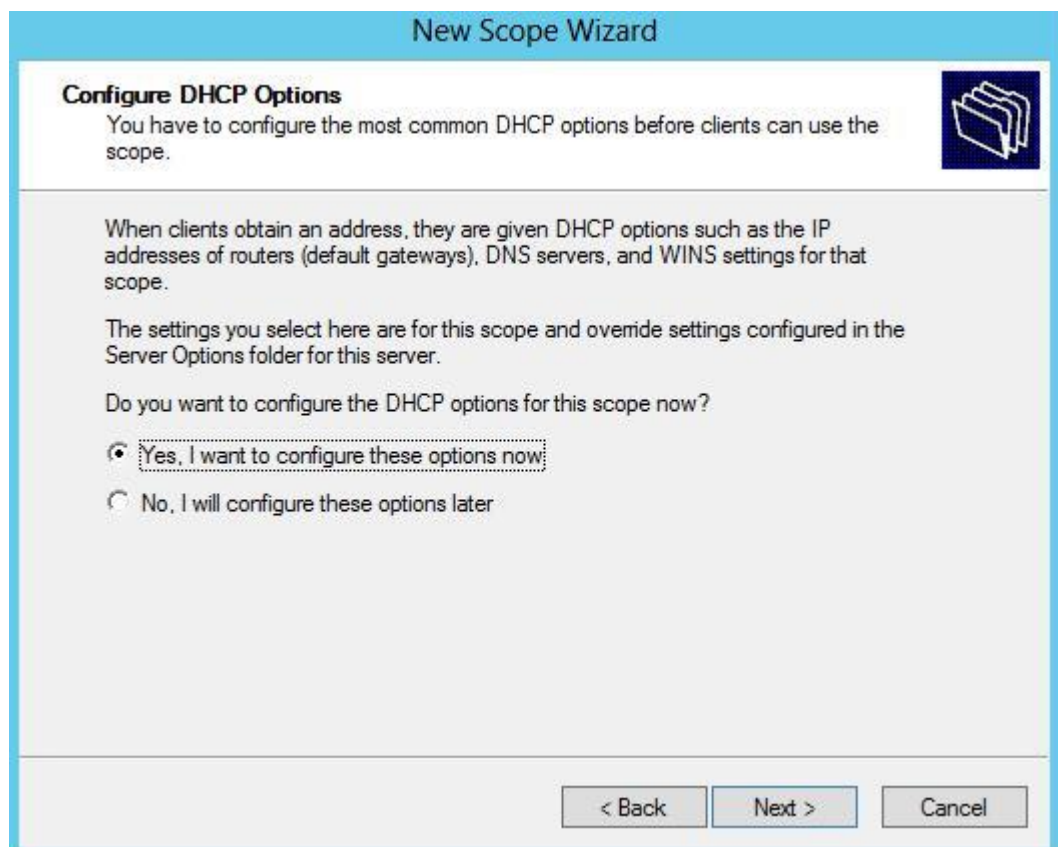 New Scope Wizard
Configure DHCP Options
You have to configure the most common DHCP options before clients can use the
scope.
When clients obtain an address, they are given DHCP options such as the IP
addresses of routers (default gateways), DNS servers, and WINS settings for that
scope.
The settings you select here are for this scope and override settings configured in the
Server Options folder for this server.
Do you want to configure the DHCP options for this scope now?
Yes, I want to configure these options now
No, I will configure these options later
< Back Next > Cancel